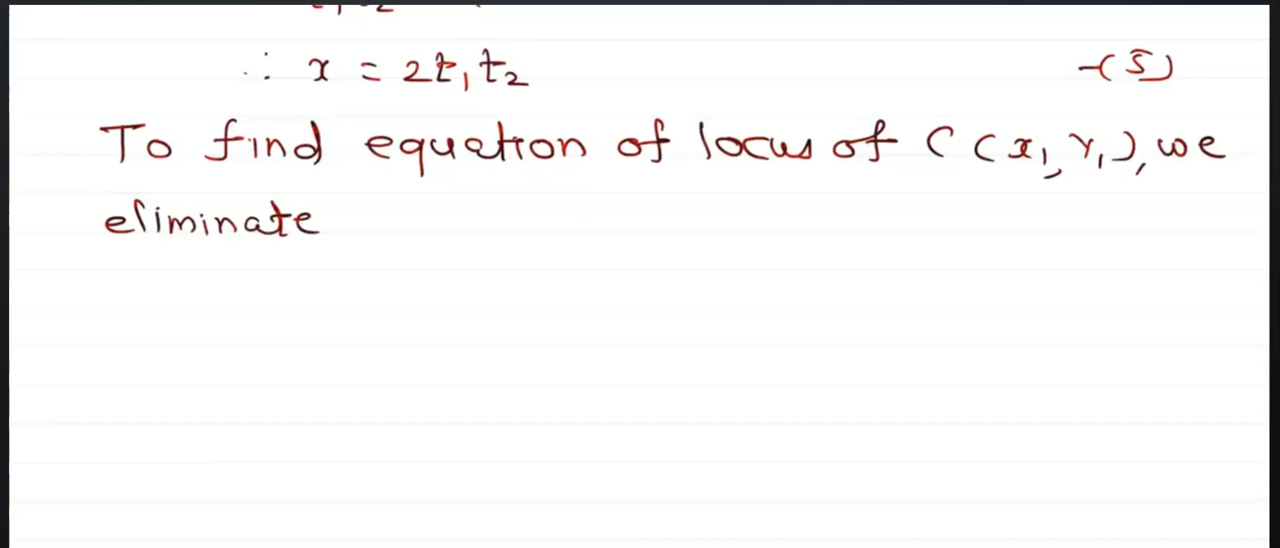 ∴ x = 2t₁t₂ -(5)
To find equation of locus of C(x₁, y₁), we
eliminate